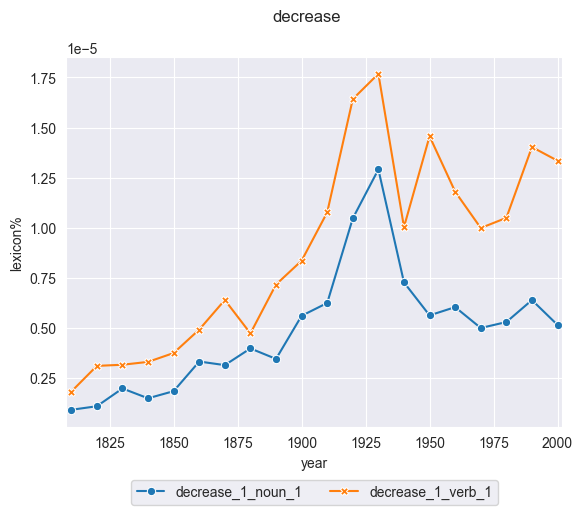 decrease
1e−5
1.75
1.50
1.25
1.00
0.75
0.50
0.25
lexicon%
1825 1850 1875 1900 1925 1950 1975 2000
year
decrease_1_noun_1 decrease_1_verb_1